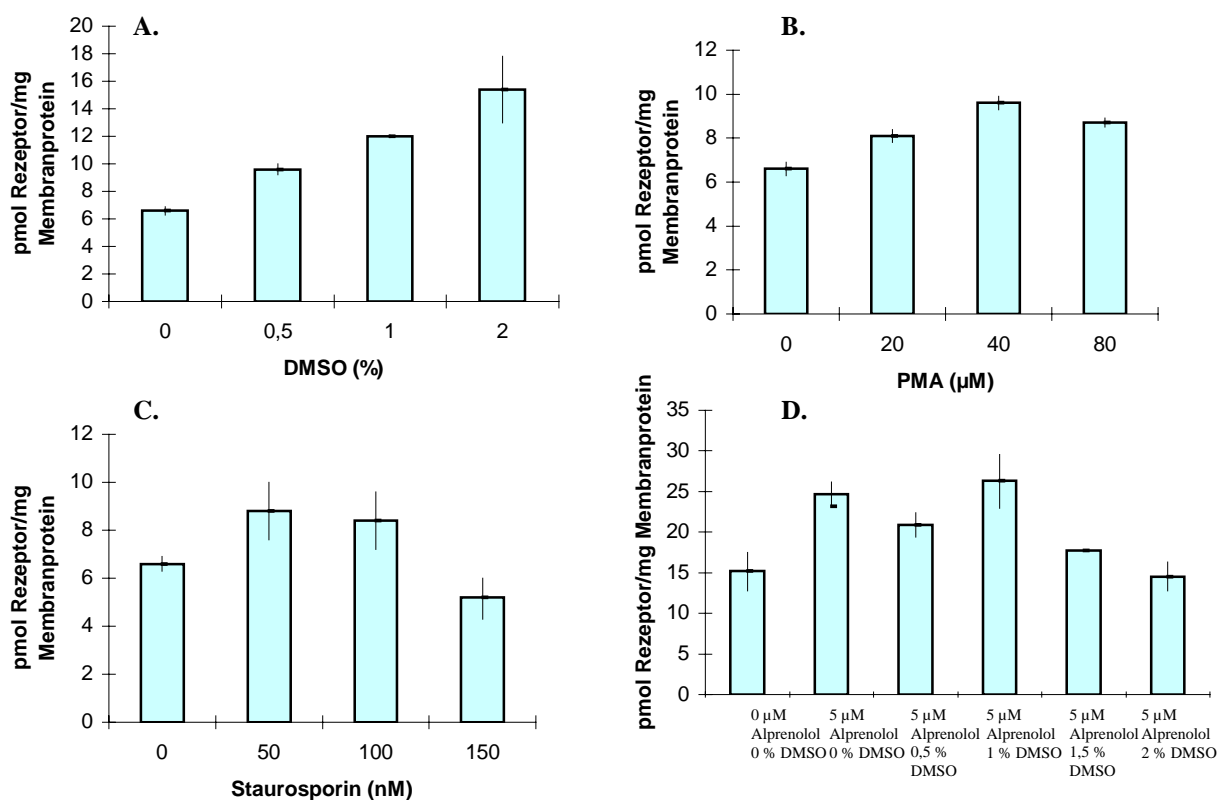 A.
pmol Rezeptor/mg
Membranprotein
20
18
16
14
12
10
8
6
4
2
0
0 0,5 1 2
DMSO (%)
B.
pmol Rezeptor/mg
Membranprotein
12
10
8
6
4
2
0
0 20 40 80
PMA (µM)
C.
pmol Rezeptor/mg
Membranprotein
12
10
8
6
4
2
0
0 50 100 150
Staurosporin (nM)
D.
pmol Rezeptor/mg Membranprotein
35
30
25
20
15
10
5
0
0 µM
Alprenolol
0 % DMSO
5 µM
Alprenolol
0 % DMSO
5 µM
Alprenolol
0,5 %
DMSO
5 µM
Alprenolol
1 % DMSO
5 µM
Alprenolol
1,5 %
DMSO
5 µM
Alprenolol
2 % DMSO